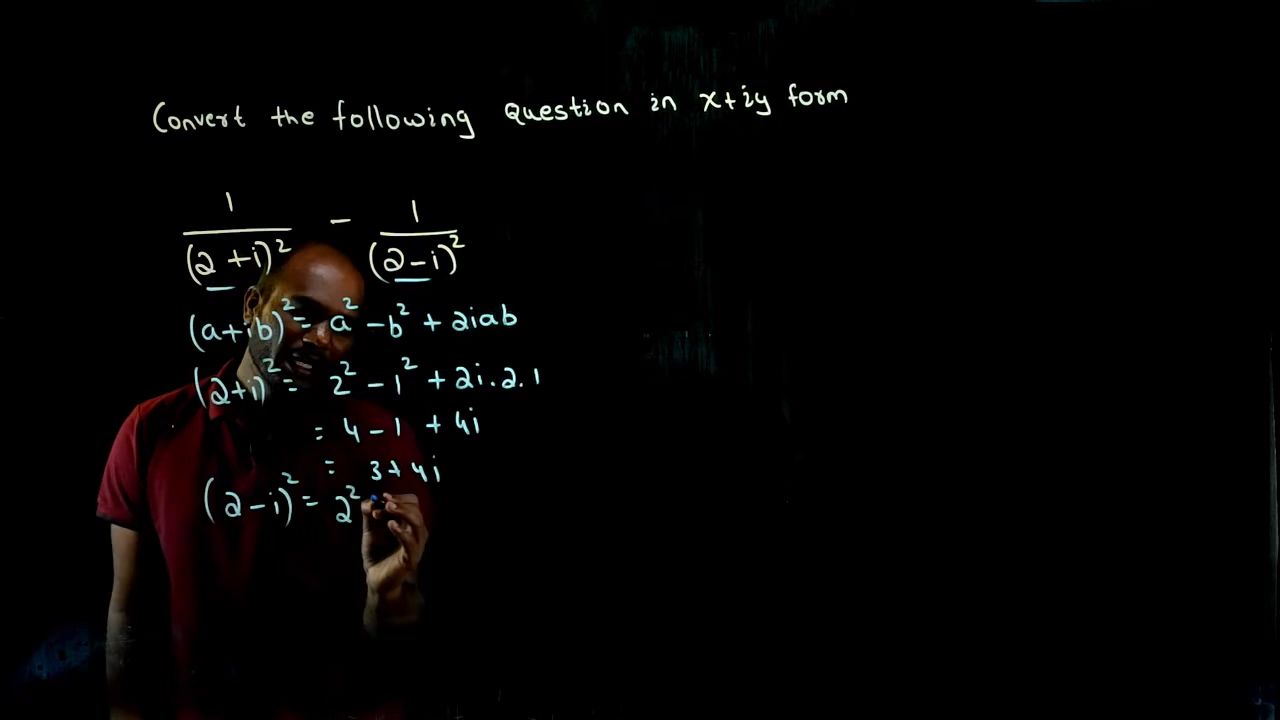 Convert the following Question in x+iy form
1/(2+i)² - 1/(2-i)²
(a+ib)² = a² - b² + 2iab
(2+i)² = 2² - 1² + 2i.2.1
= 4 - 1 + 4i
= 3 + 4i
(2-i)² = 2²